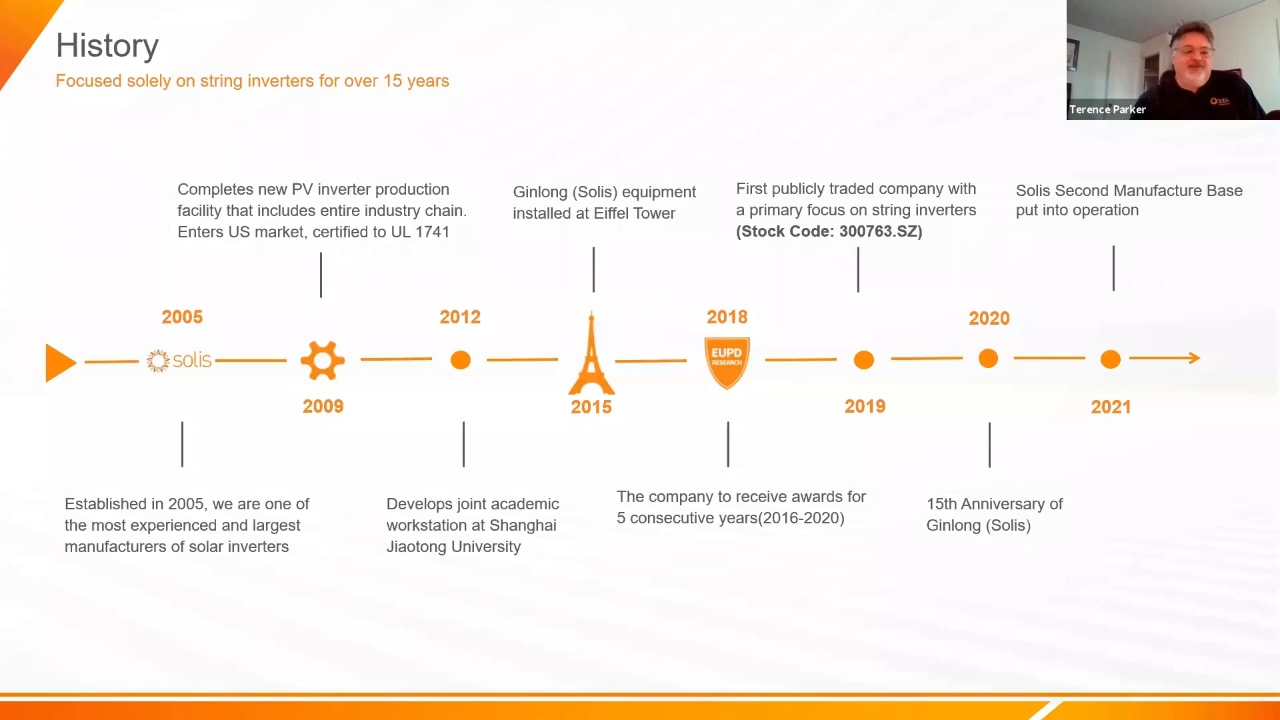 History
Focused solely on string inverters for over 15 years
Terence Parker
Completes new PV inverter production
facility that includes entire industry chain.
Enters US market, certified to UL 1741
Ginlong (Solis) equipment
installed at Eiffel Tower
First publicly traded company with
a primary focus on string inverters
(Stock Code: 300763.SZ)
Solis Second Manufacture Base
put into operation
2005
2012
2018
2020
solis
EUPD
RESEARCH
2009
2015
2019
2021
Established in 2005, we are one of
the most experienced and largest
manufacturers of solar inverters
Develops joint academic
workstation at Shanghai
Jiaotong University
The company to receive awards for
5 consecutive years(2016-2020)
15th Anniversary of
Ginlong (Solis)